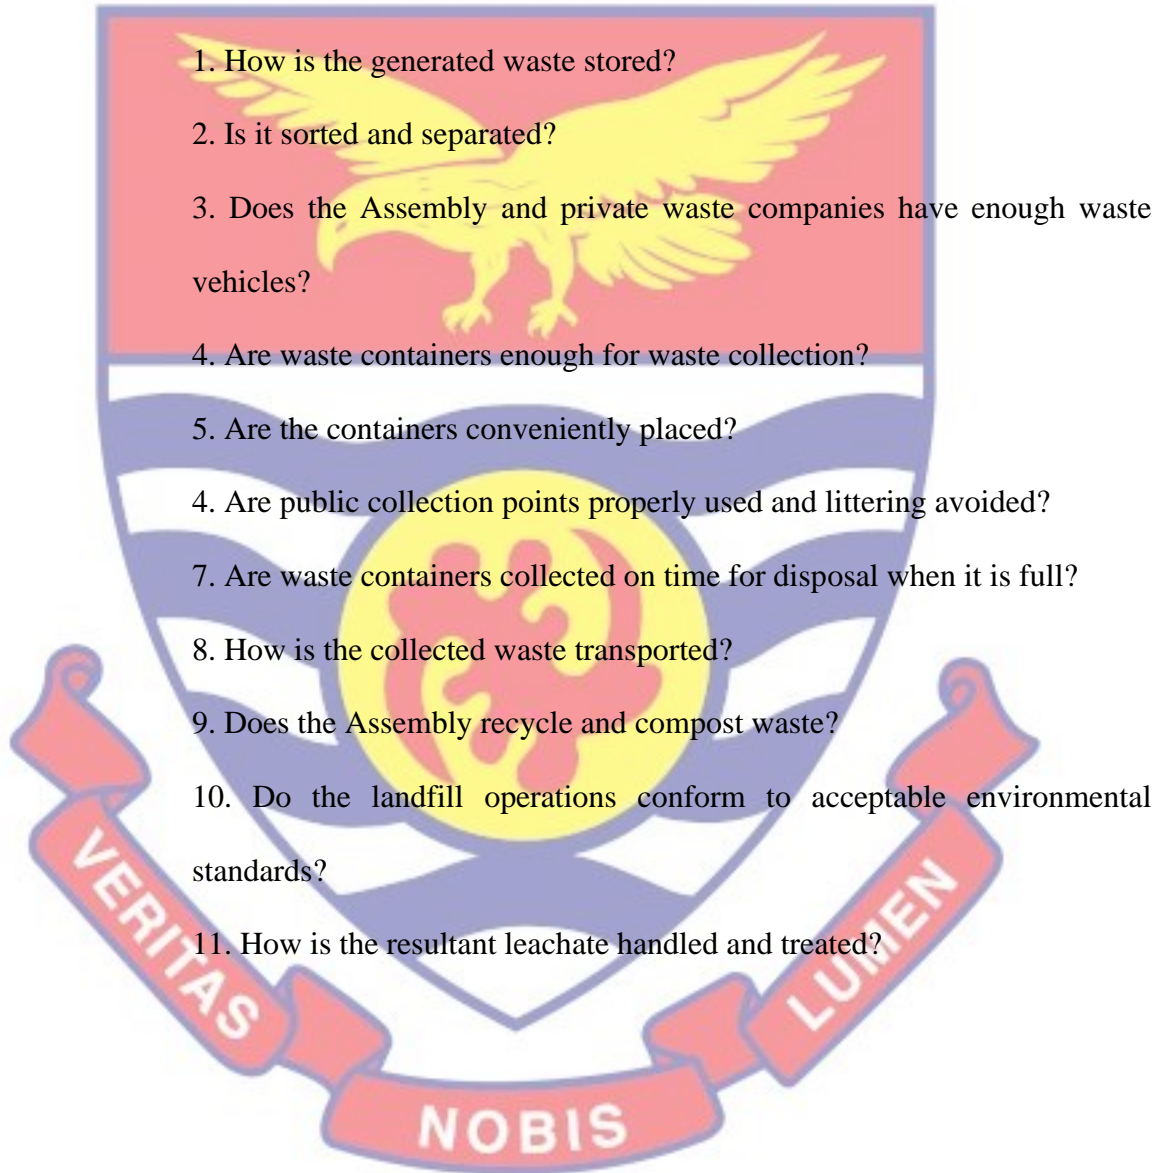 1. How is the generated waste stored?
2. Is it sorted and separated?
3. Does the Assembly and private waste companies have enough waste
vehicles?
4. Are waste containers enough for waste collection?
5. Are the containers conveniently placed?
4. Are public collection points properly used and littering avoided?
7. Are waste containers collected on time for disposal when it is full?
8. How is the collected waste transported?
9. Does the Assembly recycle and compost waste?
10. Do the landfill operations conform to acceptable environmental
standards?
11. How is the resultant leachate handled and treated?
VERITAS
NOBIS
LUMEN